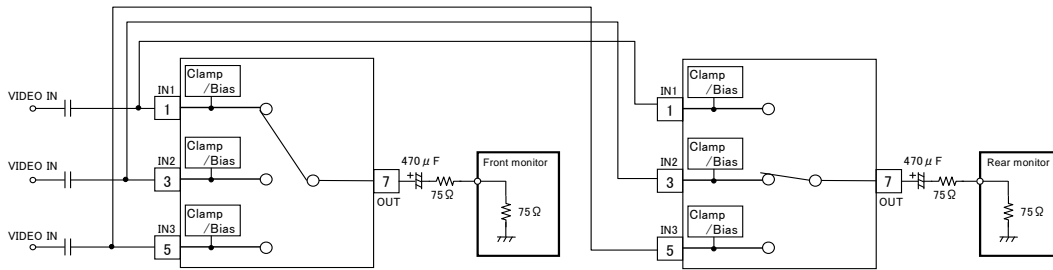 VIDEO IN
IN1
1
Clamp
/Bias
VIDEO IN
IN2
3
Clamp
/Bias
VIDEO IN
IN3
5
Clamp
/Bias
7
OUT
+
470 μ F
75Ω
Front monitor
75Ω
IN1
1
Clamp
/Bias
IN2
3
Clamp
/Bias
IN3
5
Clamp
/Bias
7
OUT
+
470 μ F
75Ω
Rear monitor
75Ω